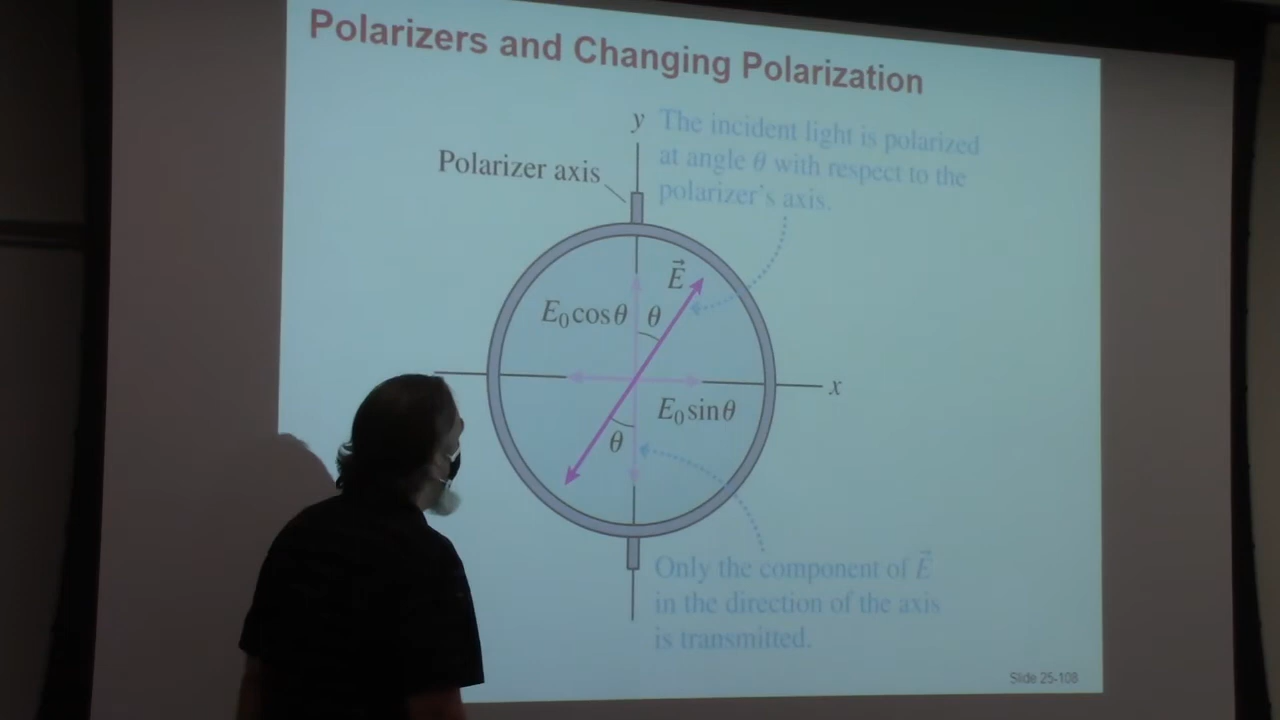 Polarizers and Changing Polarization
y
The incident light is polarized
at angle θ with respect to the
polarizer's axis.
Polarizer axis
E⃗
E₀cosθ
θ
x
E₀sinθ
θ
Only the component of E⃗
in the direction of the axis
is transmitted.
Slide 25-108